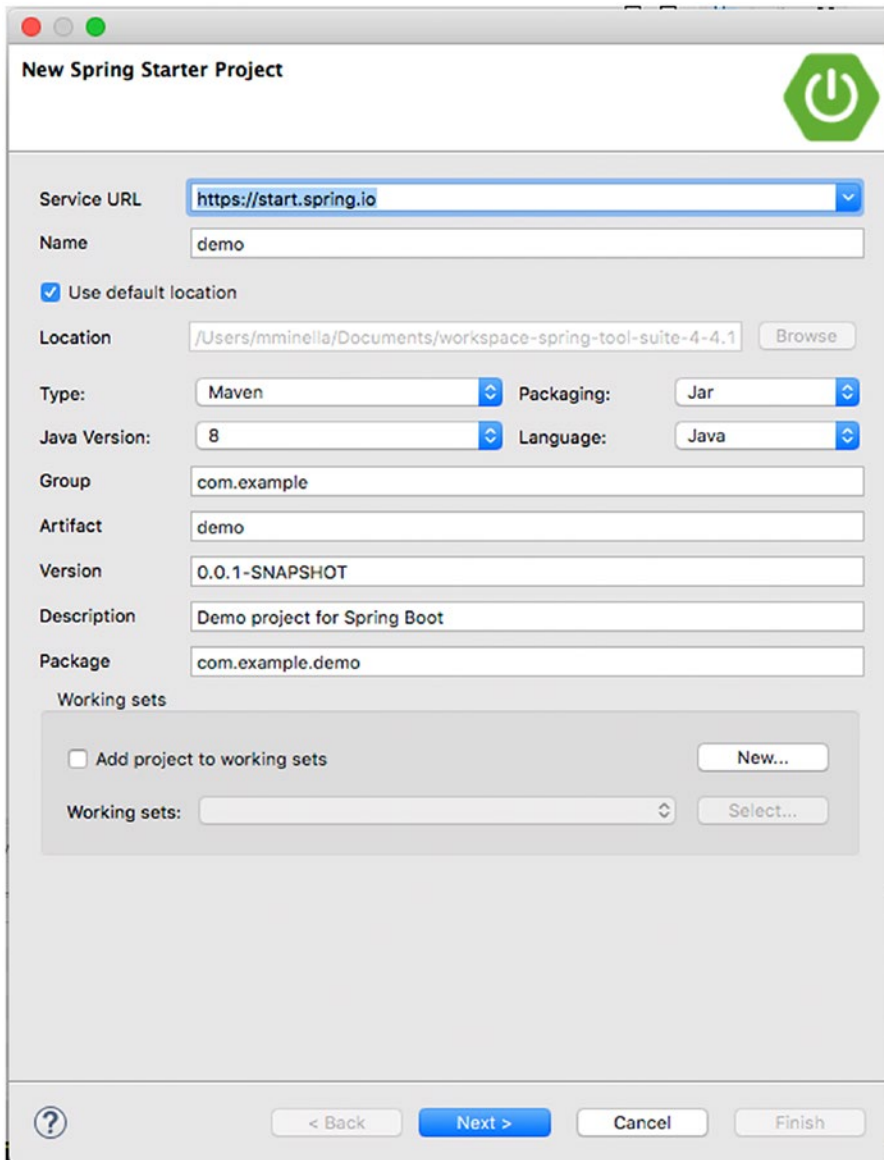 New Spring Starter Project
Service URL https://start.spring.io
Name demo
Use default location
Location /Users/mminella/Documents/workspace-spring-tool-suite-4-4.1 Browse
Type: Maven Packaging: Jar
Java Version: 8 Language: Java
Group com.example
Artifact demo
Version 0.0.1-SNAPSHOT
Description Demo project for Spring Boot
Package com.example.demo
Working sets
Add project to working sets New...
Working sets: Select...
? < Back Next > Cancel Finish